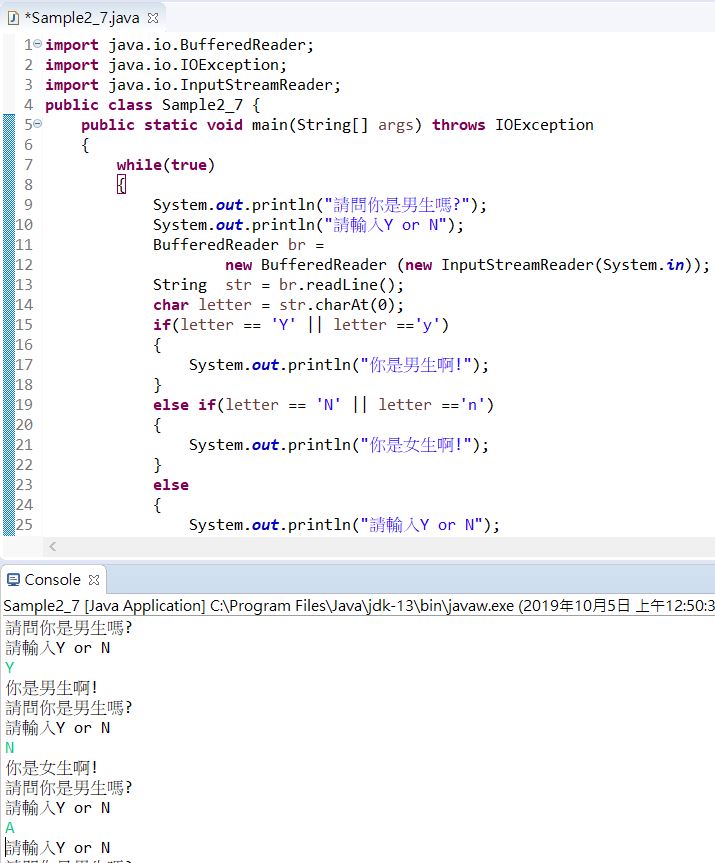 *Sample2_7.java
1 import java.io.BufferedReader;
2 import java.io.IOException;
3 import java.io.InputStreamReader;
4 public class Sample2_7 {
5 public static void main(String[] args) throws IOException
6 {
7 while(true)
8 {
9 System.out.println("請問你是男生嗎?");
10 System.out.println("請輸入Y or N");
11 BufferedReader br =
12 new BufferedReader (new InputStreamReader(System.in));
13 String  str = br.readLine();
14 char letter = str.charAt(0);
15 if(letter == 'Y' || letter =='y')
16 {
17 System.out.println("你是男生啊!");
18 }
19 else if(letter == 'N' || letter =='n')
20 {
21 System.out.println("你是女生啊!");
22 }
23 else
24 {
25 System.out.println("請輸入Y or N");
Console
Sample2_7 [Java Application] C:\Program Files\Java\jdk-13\bin\javaw.exe (2019年10月5日 上午12:50:3
請問你是男生嗎?
請輸入Y or N
Y
你是男生啊!
請問你是男生嗎?
請輸入Y or N
N
你是女生啊!
請問你是男生嗎?
請輸入Y or N
A
請輸入Y or N